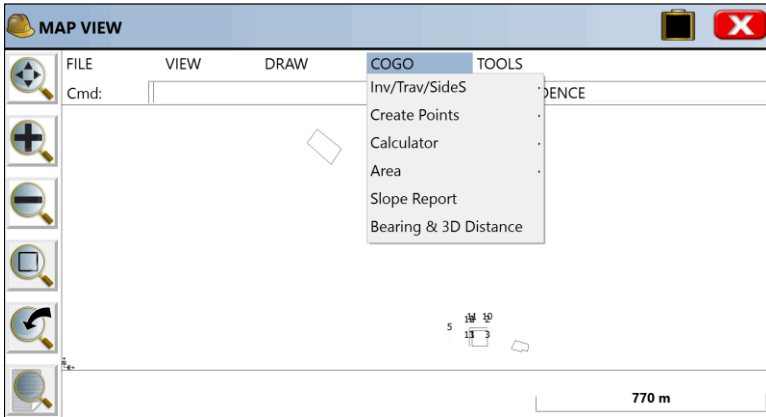 MAP VIEW
FILE VIEW DRAW COGO TOOLS
Cmd: DENCE
Inv/Trav/SideS
Create Points
Calculator
Area
Slope Report
Bearing & 3D Distance
5
10
2
13 3
770 m